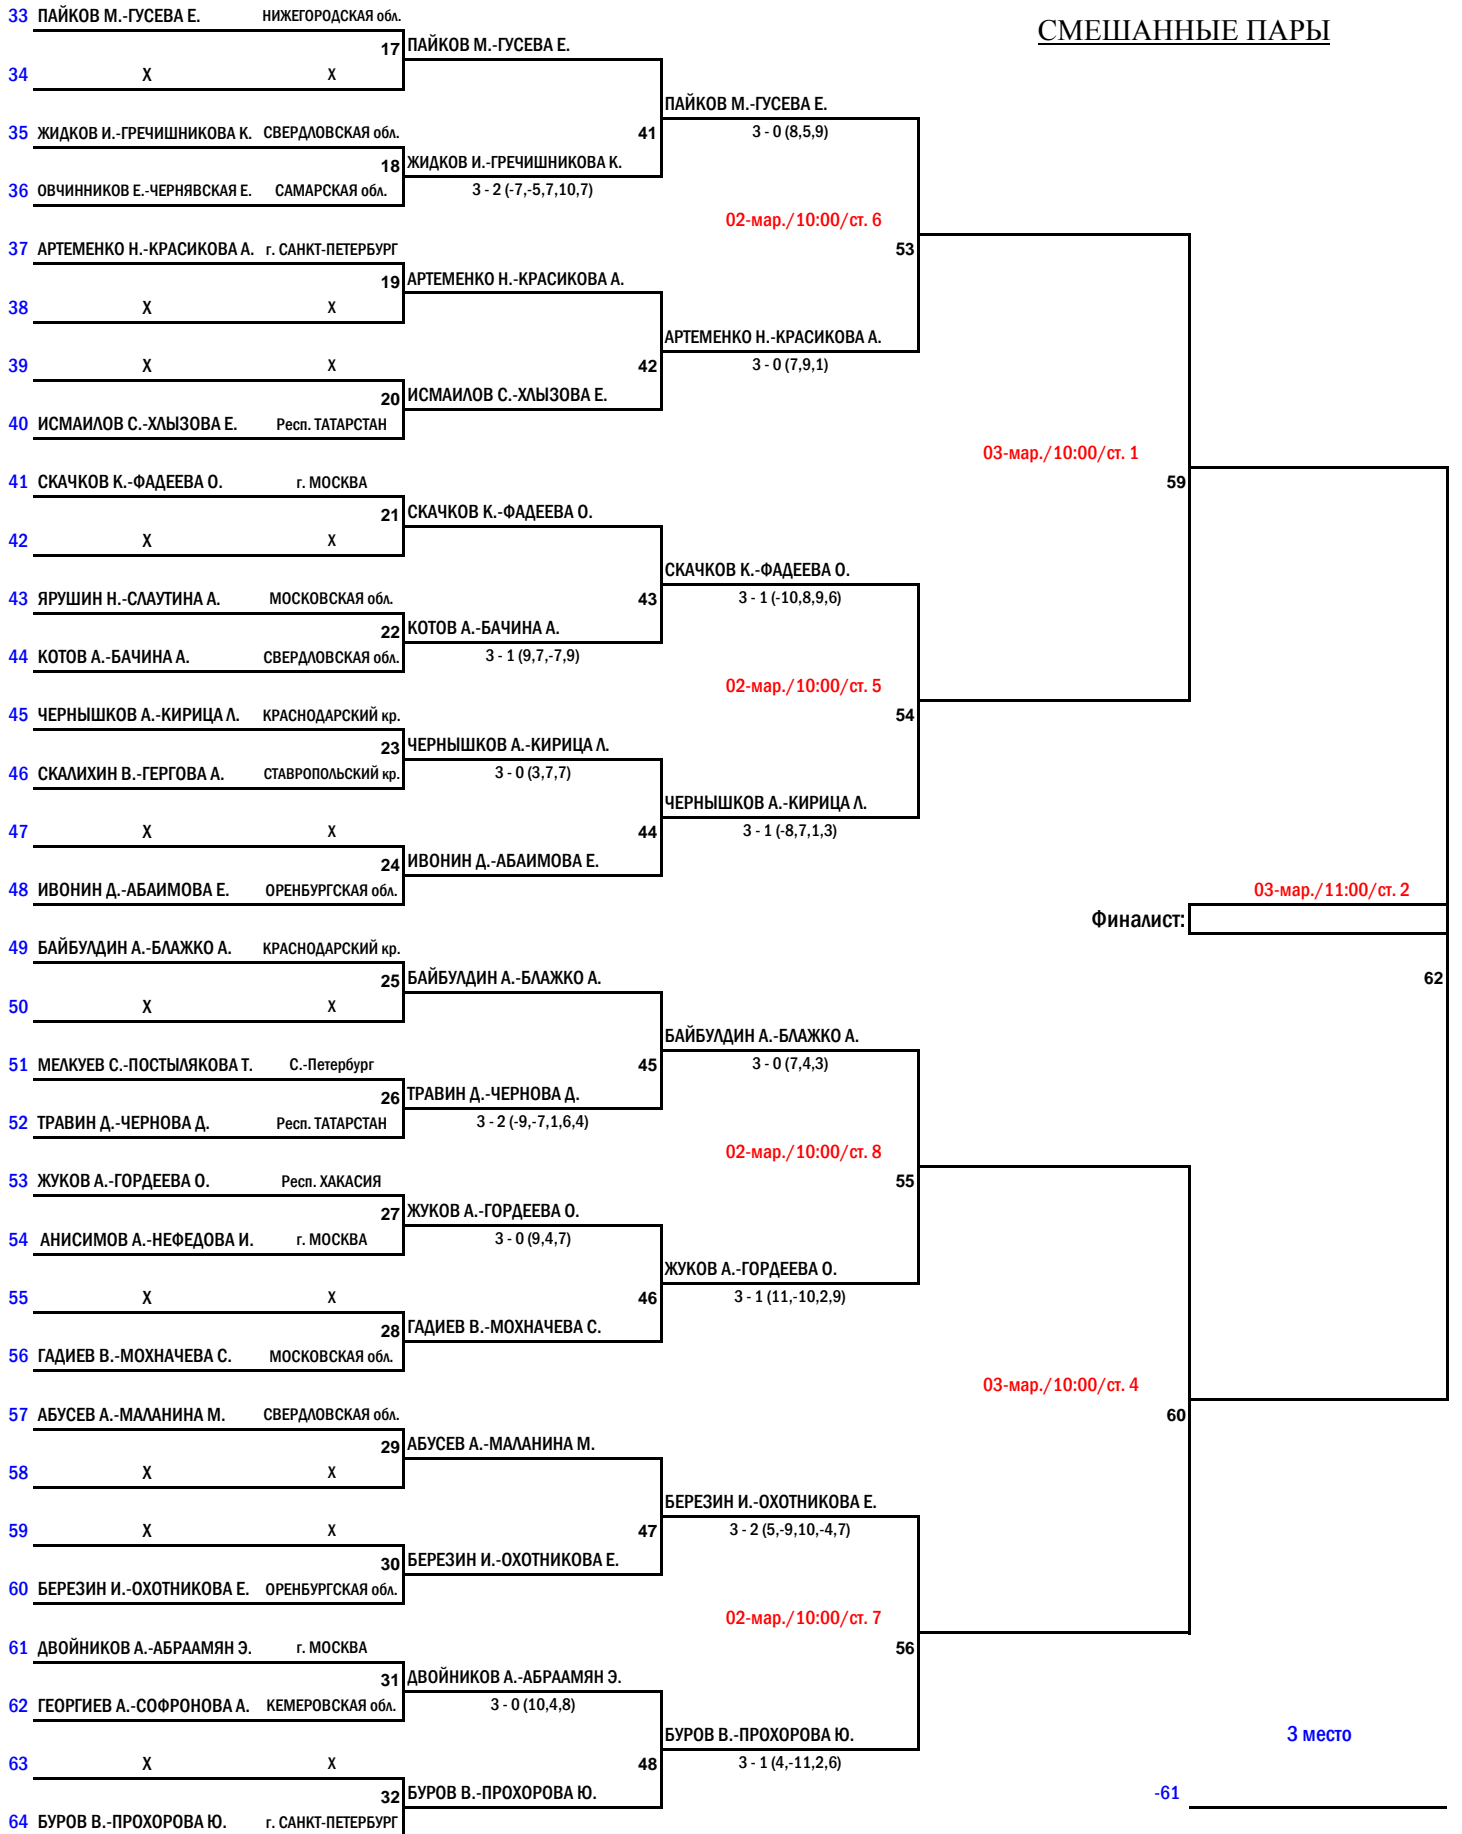 СМЕШАННЫЕ ПАРЫ
33 ПАЙКОВ М.-ГУСЕВА Е. НИЖЕГОРОДСКАЯ обл.
17 ПАЙКОВ М.-ГУСЕВА Е.
34 X X
ПАЙКОВ М.-ГУСЕВА Е.
35 ЖИДКОВ И.-ГРЕЧИШНИКОВА К. СВЕРДЛОВСКАЯ обл. 41 3 - 0 (8,5,9)
18 ЖИДКОВ И.-ГРЕЧИШНИКОВА К.
36 ОВЧИННИКОВ Е.-ЧЕРНЯВСКАЯ Е. САМАРСКАЯ обл. 3 - 2 (-7,-5,7,10,7)
02-мар./10:00/ст. 6
37 АРТЕМЕНКО Н.-КРАСИКОВА А. г. САНКТ-ПЕТЕРБУРГ 53
19 АРТЕМЕНКО Н.-КРАСИКОВА А.
38 X X
АРТЕМЕНКО Н.-КРАСИКОВА А.
39 X X 42 3 - 0 (7,9,1)
20 ИСМАИЛОВ С.-ХЛЫЗОВА Е.
40 ИСМАИЛОВ С.-ХЛЫЗОВА Е. Респ. ТАТАРСТАН
03-мар./10:00/ст. 1
41 СКАЧКОВ К.-ФАДЕЕВА О. г. МОСКВА 59
21 СКАЧКОВ К.-ФАДЕЕВА О.
42 X X
СКАЧКОВ К.-ФАДЕЕВА О.
43 ЯРУШИН Н.-СЛАУТИНА А. МОСКОВСКАЯ обл. 43 3 - 1 (-10,8,9,6)
22 КОТОВ А.-БАЧИНА А.
44 КОТОВ А.-БАЧИНА А. СВЕРДЛОВСКАЯ обл. 3 - 1 (9,7,-7,9)
02-мар./10:00/ст. 5
45 ЧЕРНЫШКОВ А.-КИРИЦА Л. КРАСНОДАРСКИЙ кр. 54
23 ЧЕРНЫШКОВ А.-КИРИЦА Л.
46 СКАЛИХИН В.-ГЕРГОВА А. СТАВРОПОЛЬСКИЙ кр. 3 - 0 (3,7,7)
ЧЕРНЫШКОВ А.-КИРИЦА Л.
47 X X 44 3 - 1 (-8,7,1,3)
24 ИВОНИН Д.-АБАИМОВА Е.
48 ИВОНИН Д.-АБАИМОВА Е. ОРЕНБУРГСКАЯ обл. 03-мар./11:00/ст. 2
Финалист:
49 БАЙБУЛДИН А.-БЛАЖКО А. КРАСНОДАРСКИЙ кр.
25 БАЙБУЛДИН А.-БЛАЖКО А. 62
50 X X
БАЙБУЛДИН А.-БЛАЖКО А.
51 МЕЛКУЕВ С.-ПОСТЫЛЯКОВА Т. С.-Петербург 45 3 - 0 (7,4,3)
26 ТРАВИН Д.-ЧЕРНОВА Д.
52 ТРАВИН Д.-ЧЕРНОВА Д. Респ. ТАТАРСТАН 3 - 2 (-9,-7,1,6,4)
02-мар./10:00/ст. 8
53 ЖУКОВ А.-ГОРДЕЕВА О. Респ. ХАКАСИЯ 55
27 ЖУКОВ А.-ГОРДЕЕВА О.
54 АНИСИМОВ А.-НЕФЕДОВА И. г. МОСКВА 3 - 0 (9,4,7)
ЖУКОВ А.-ГОРДЕЕВА О.
55 X X 46 3 - 1 (11,-10,2,9)
28 ГАДИЕВ В.-МОХНАЧЕВА С.
56 ГАДИЕВ В.-МОХНАЧЕВА С. МОСКОВСКАЯ обл.
03-мар./10:00/ст. 4
57 АБУСЕВ А.-МАЛАНИНА М. СВЕРДЛОВСКАЯ обл. 60
29 АБУСЕВ А.-МАЛАНИНА М.
58 X X
БЕРЕЗИН И.-ОХОТНИКОВА Е.
59 X X 47 3 - 2 (5,-9,10,-4,7)
30 БЕРЕЗИН И.-ОХОТНИКОВА Е.
60 БЕРЕЗИН И.-ОХОТНИКОВА Е. ОРЕНБУРГСКАЯ обл.
02-мар./10:00/ст. 7
61 ДВОЙНИКОВ А.-АБРААМЯН Э. г. МОСКВА 56
31 ДВОЙНИКОВ А.-АБРААМЯН Э.
62 ГЕОРГИЕВ А.-СОФРОНОВА А. КЕМЕРОВСКАЯ обл. 3 - 0 (10,4,8)
БУРОВ В.-ПРОХОРОВА Ю. 3 место
63 X X 48 3 - 1 (4,-11,2,6)
32 БУРОВ В.-ПРОХОРОВА Ю. -61
64 БУРОВ В.-ПРОХОРОВА Ю. г. САНКТ-ПЕТЕРБУРГ